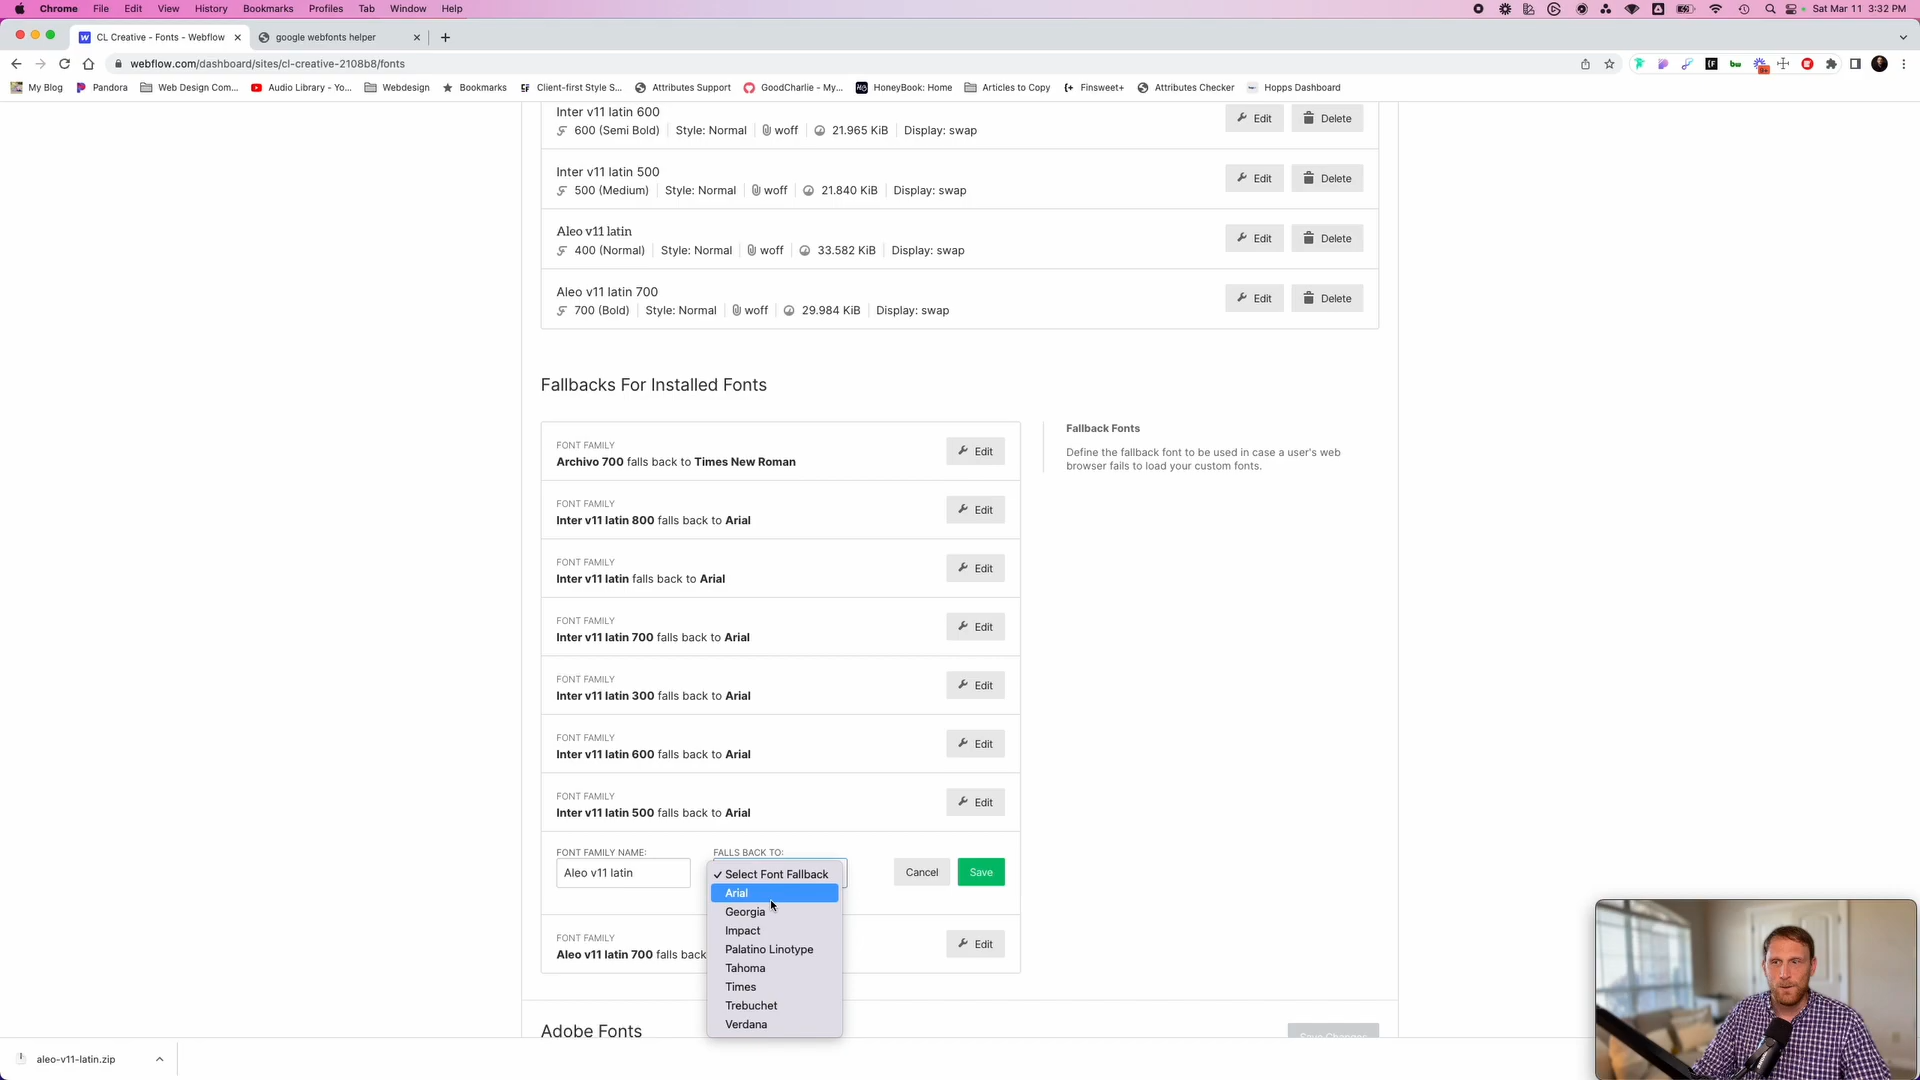 Chrome File Edit View History Bookmarks Profiles Tab Window Help Sat Mar 11 3:32 PM
CL Creative - Fonts - Webflow google webfonts helper
webflow.com/dashboard/sites/cl-creative-2108b8/fonts
My Blog Pandora Web Design Com... Audio Library - Yo... Webdesign Bookmarks Client-first Style S... Attributes Support GoodCharlie - My... HoneyBook: Home Articles to Copy Finsweet+ Attributes Checker Hopps Dashboard
Inter v11 latin 600
600 (Semi Bold) Style: Normal woff 21.965 KiB Display: swap
Edit Delete
Inter v11 latin 500
500 (Medium) Style: Normal woff 21.840 KiB Display: swap
Edit Delete
Aleo v11 latin
400 (Normal) Style: Normal woff 33.582 KiB Display: swap
Edit Delete
Aleo v11 latin 700
700 (Bold) Style: Normal woff 29.984 KiB Display: swap
Edit Delete
Fallbacks For Installed Fonts
FONT FAMILY
Archivo 700 falls back to Times New Roman
Edit
Fallback Fonts
Define the fallback font to be used in case a user's web
browser fails to load your custom fonts.
FONT FAMILY
Inter v11 latin 800 falls back to Arial
Edit
FONT FAMILY
Inter v11 latin falls back to Arial
Edit
FONT FAMILY
Inter v11 latin 700 falls back to Arial
Edit
FONT FAMILY
Inter v11 latin 300 falls back to Arial
Edit
FONT FAMILY
Inter v11 latin 600 falls back to Arial
Edit
FONT FAMILY
Inter v11 latin 500 falls back to Arial
Edit
FONT FAMILY NAME: FALLS BACK TO:
Aleo v11 latin
Cancel Save
✓ Select Font Fallback
Arial
Georgia
Impact
Palatino Linotype
Tahoma
Times
Trebuchet
Verdana
FONT FAMILY
Aleo v11 latin 700 falls back
Edit
Adobe Fonts
Save Changes
aleo-v11-latin.zip